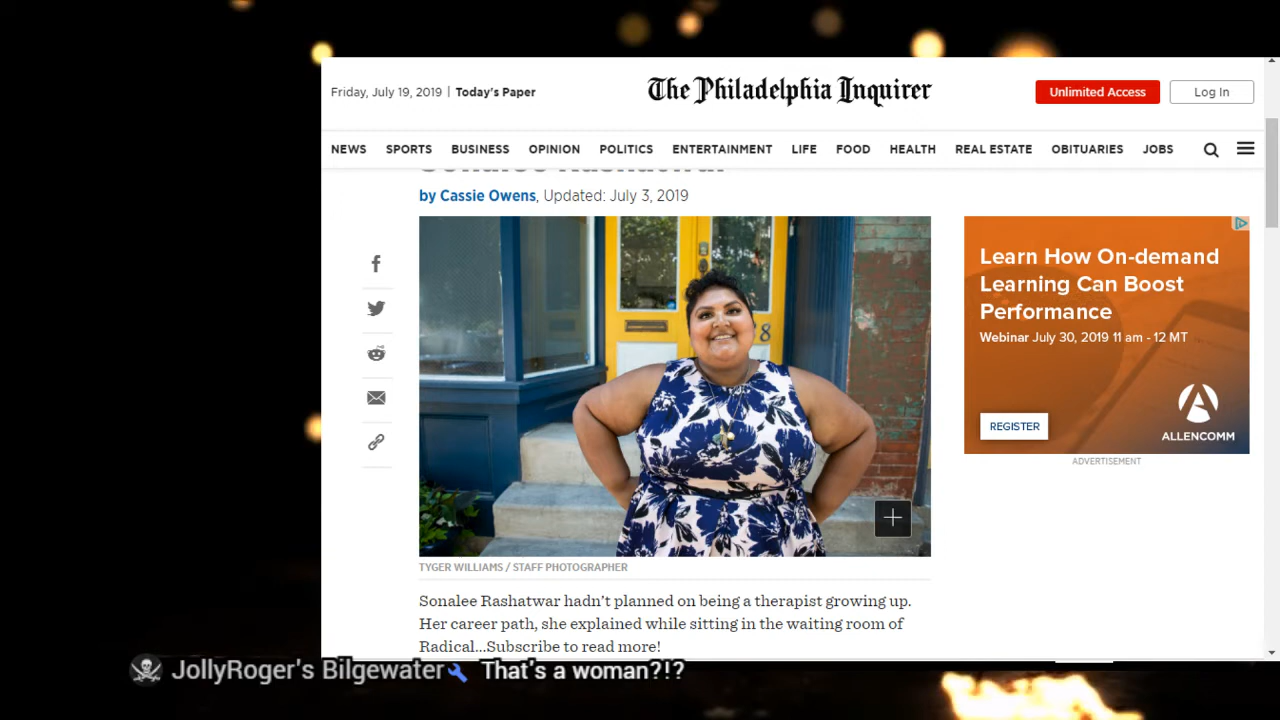 Friday, July 19, 2019 | Today's Paper
The Philadelphia Inquirer
Unlimited Access
Log In
NEWS SPORTS BUSINESS OPINION POLITICS ENTERTAINMENT LIFE FOOD HEALTH REAL ESTATE OBITUARIES JOBS
by Cassie Owens, Updated: July 3, 2019
8
Learn How On-demand
Learning Can Boost
Performance
Webinar July 30, 2019 11 am - 12 MT
REGISTER
ALLENCOMM
ADVERTISEMENT
TYGER WILLIAMS / STAFF PHOTOGRAPHER
Sonalee Rashatwar hadn't planned on being a therapist growing up.
Her career path, she explained while sitting in the waiting room of
Radical...Subscribe to read more!
JollyRoger's Bilgewater That's a woman?!?